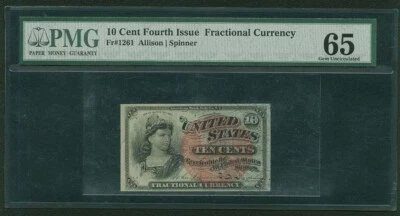 PMG
PAPER MONEY GUARANTY
10 Cent Fourth Issue Fractional Currency
Fr#1261 Allison | Spinner
65
Gem Uncirculated
UNITED
STATES
TEN CENTS
FRACTIONAL CURRENCY